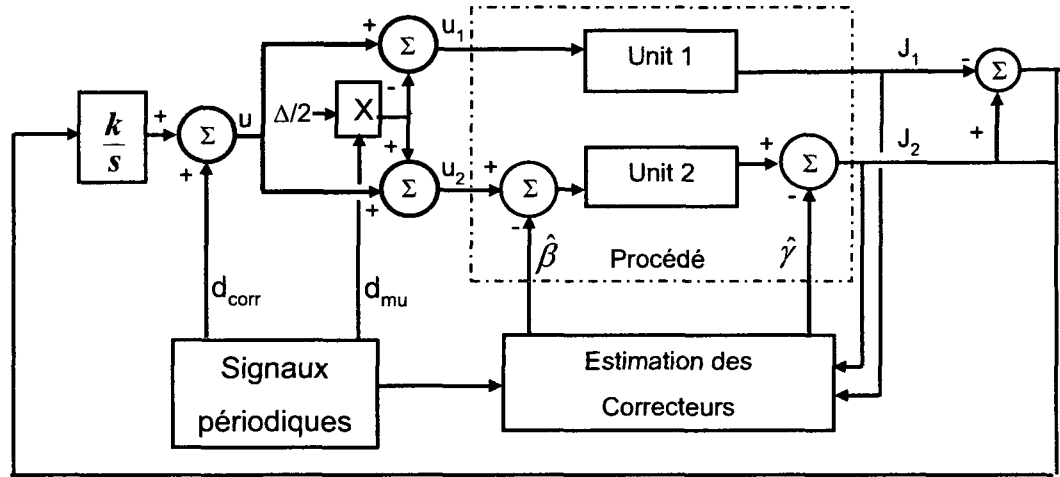 +
Σ
u₁
Unit 1
J₁
-
Σ
-
Δ/2
X
k
s
+
Σ
u
+
+
+
Σ
+
u₂
+
Σ
-
Unit 2
+
Σ
-
J₂
+
β̂
Procédé
γ̂
d_corr
d_mu
Signaux
périodiques
Estimation des
Correcteurs